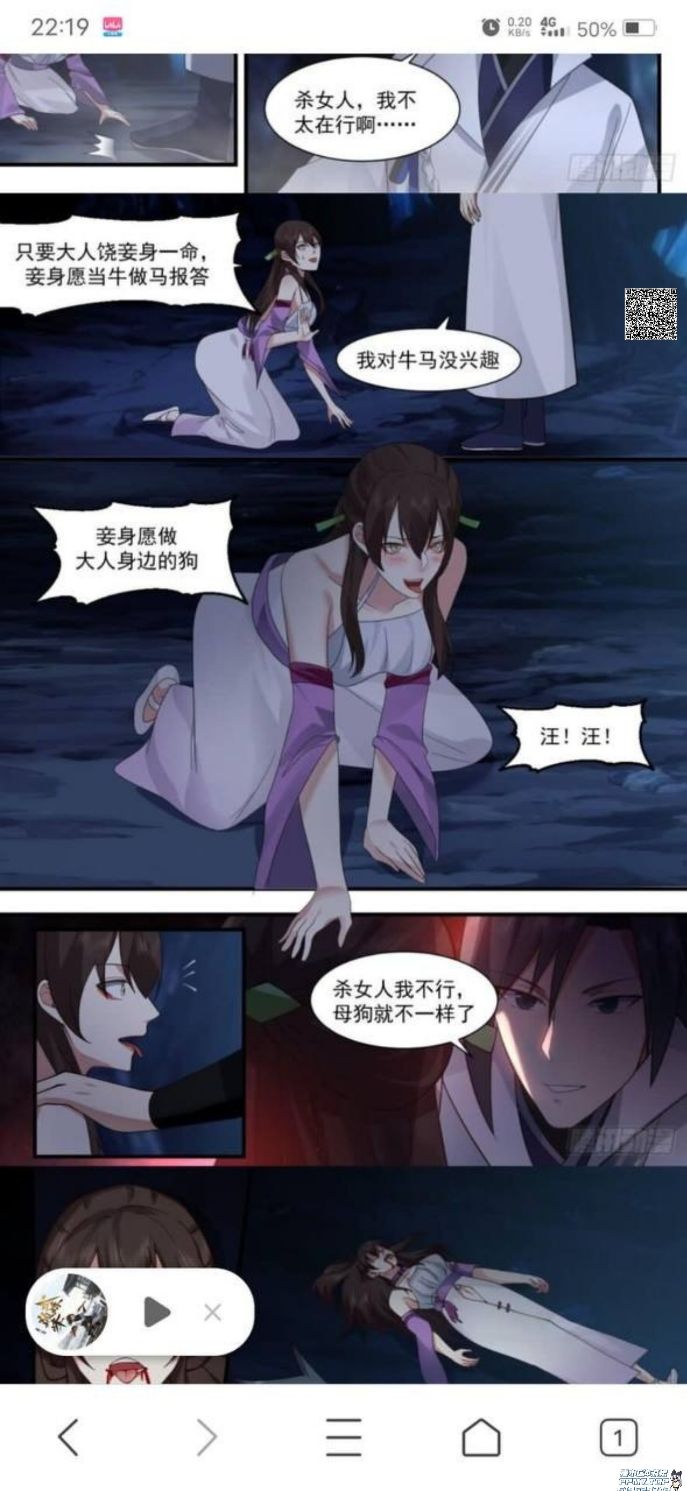 22:19
0.20
KB/s
4G
50%
杀女人，我不
太在行啊……
只要大人饶妾身一命，
妾身愿当牛做马报答
我对牛马没兴趣
妾身愿做
大人身边的狗
汪！汪！
杀女人我不行，
母狗就不一样了
1